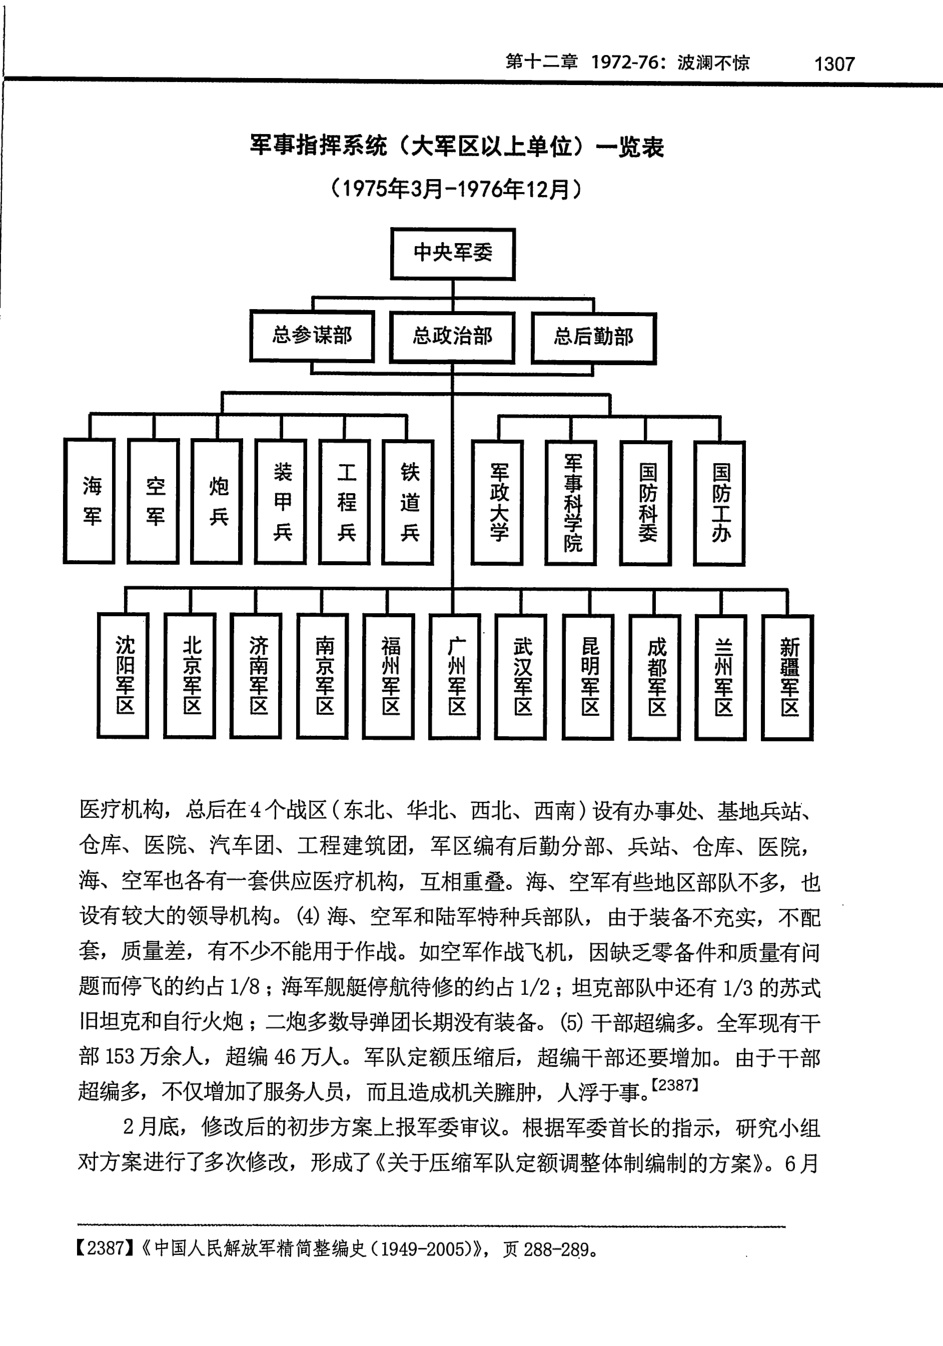 第十二章 1972-76：波澜不惊 1307
军事指挥系统（大军区以上单位）一览表
（1975年3月-1976年12月）
中央军委
总参谋部 总政治部 总后勤部
海军
空军
炮兵
装甲兵
工程兵
铁道兵
军政大学
军事科学院
国防科委
国防工办
沈阳军区
北京军区
济南军区
南京军区
福州军区
广州军区
武汉军区
昆明军区
成都军区
兰州军区
新疆军区
医疗机构，总后在4个战区（东北、华北、西北、西南）设有办事处、基地兵站、
仓库、医院、汽车团、工程建筑团，军区编有后勤分部、兵站、仓库、医院，
海、空军也各有一套供应医疗机构，互相重叠。海、空军有些地区部队不多，也
设有较大的领导机构。(4) 海、空军和陆军特种兵部队，由于装备不充实，不配
套，质量差，有不少不能用于作战。如空军作战飞机，因缺乏零备件和质量有问
题而停飞的约占 1/8；海军舰艇停航待修的约占 1/2；坦克部队中还有 1/3 的苏式
旧坦克和自行火炮；二炮多数导弹团长期没有装备。(5) 干部超编多。全军现有干
部 153 万余人，超编 46 万人。军队定额压缩后，超编干部还要增加。由于干部
超编多，不仅增加了服务人员，而且造成机关臃肿，人浮于事。【2387】
2 月底，修改后的初步方案上报军委审议。根据军委首长的指示，研究小组
对方案进行了多次修改，形成了《关于压缩军队定额调整体制编制的方案》。6 月
【2387】《中国人民解放军精简整编史（1949-2005）》，页 288-289。